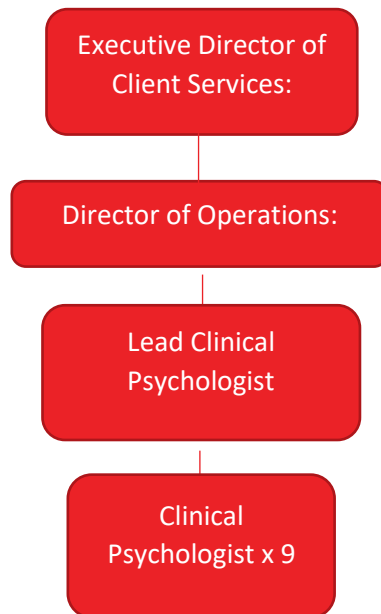 Executive Director of
Client Services:
Director of Operations:
Lead Clinical
Psychologist
Clinical
Psychologist x 9